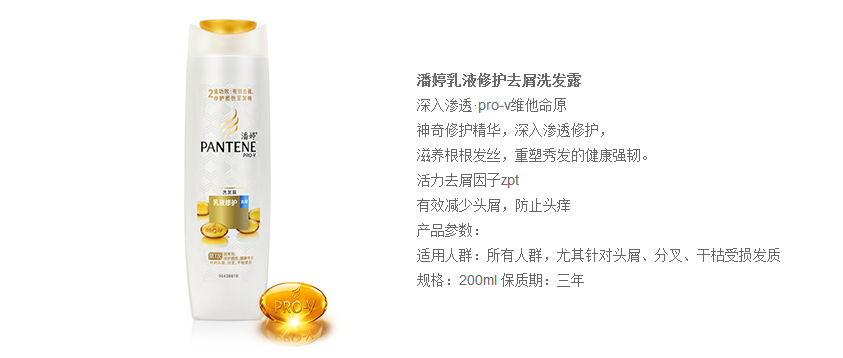 潘婷乳液修护去屑洗发露
深入渗透·pro-v维他命原
神奇修护精华，深入渗透修护，
滋养根根发丝，重塑秀发的健康强韧。
活力去屑因子zpt
有效减少头屑，防止头痒
产品参数：
适用人群：所有人群，尤其针对头屑、分叉、干枯受损发质
规格：200ml 保质期：三年
潘婷
PANTENE
PRO-V
洗发露
乳液修护
PRO-V